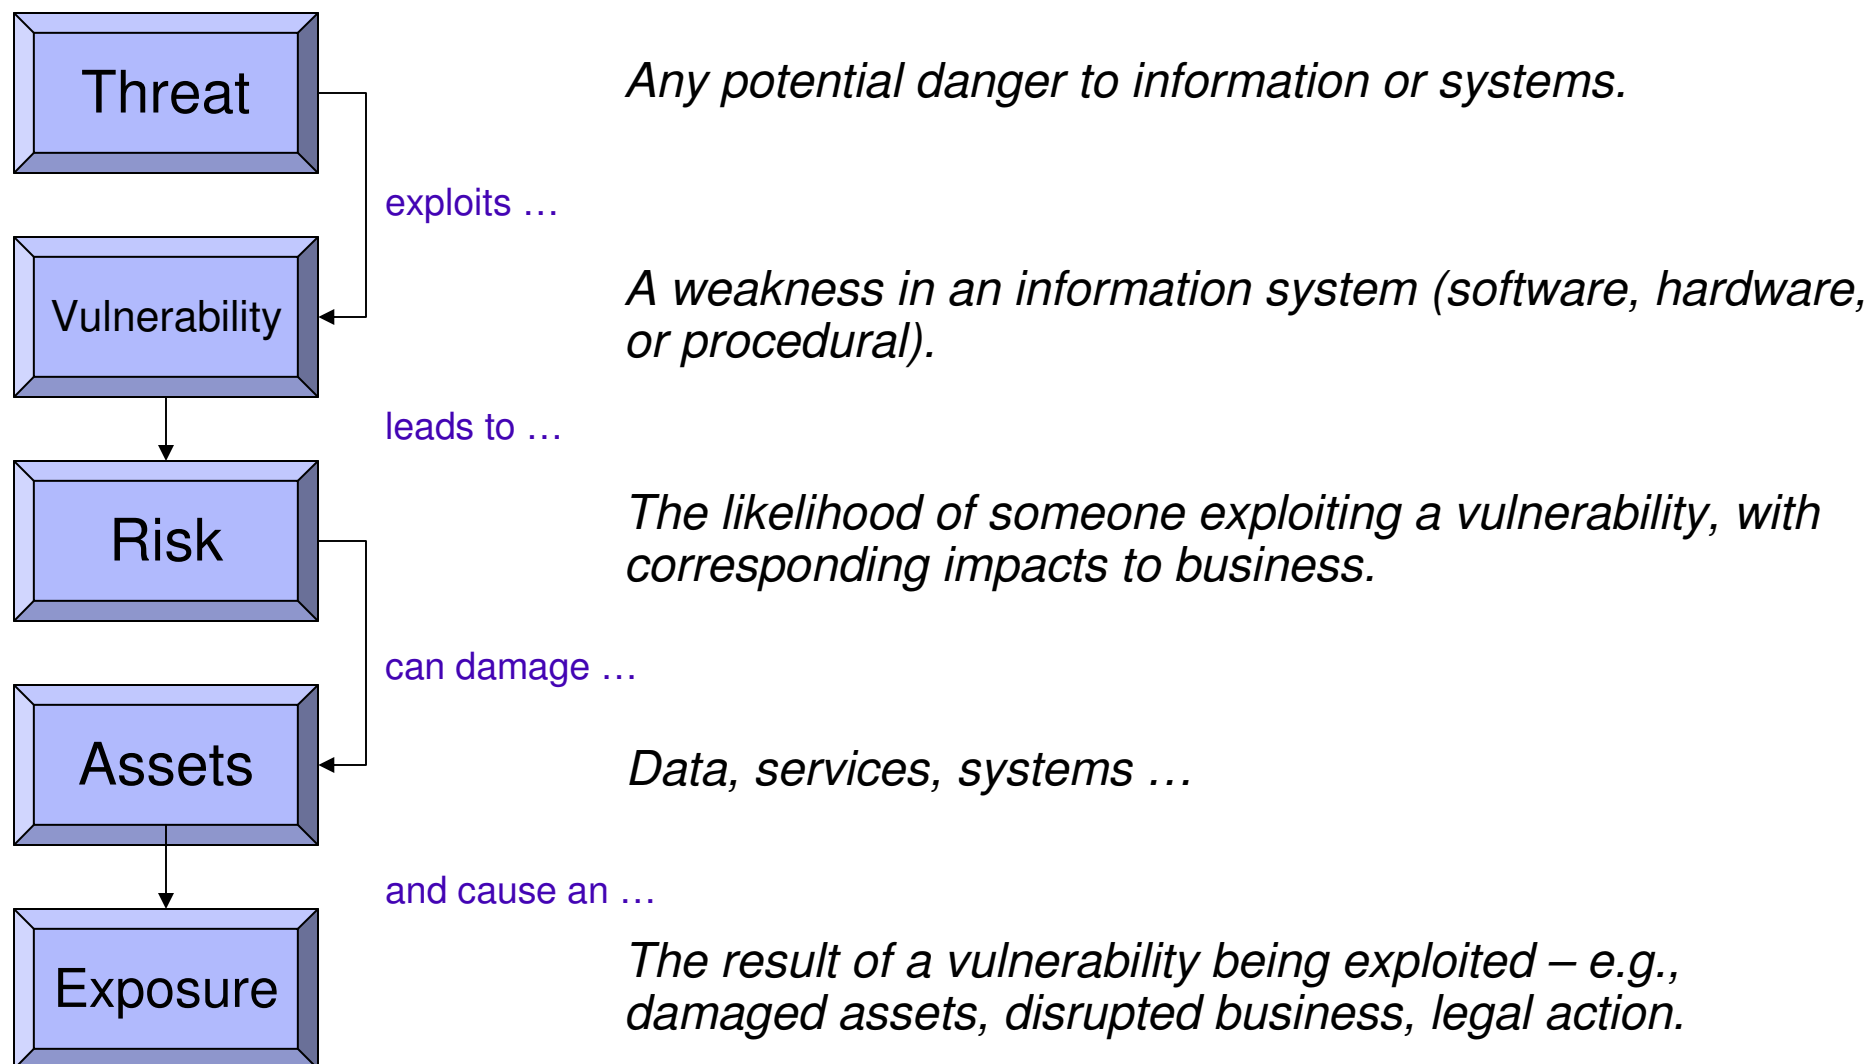 Threat
Any potential danger to information or systems.
exploits …
Vulnerability
A weakness in an information system (software, hardware,
or procedural).
leads to …
Risk
The likelihood of someone exploiting a vulnerability, with
corresponding impacts to business.
can damage …
Assets
Data, services, systems …
and cause an …
Exposure
The result of a vulnerability being exploited – e.g.,
damaged assets, disrupted business, legal action.